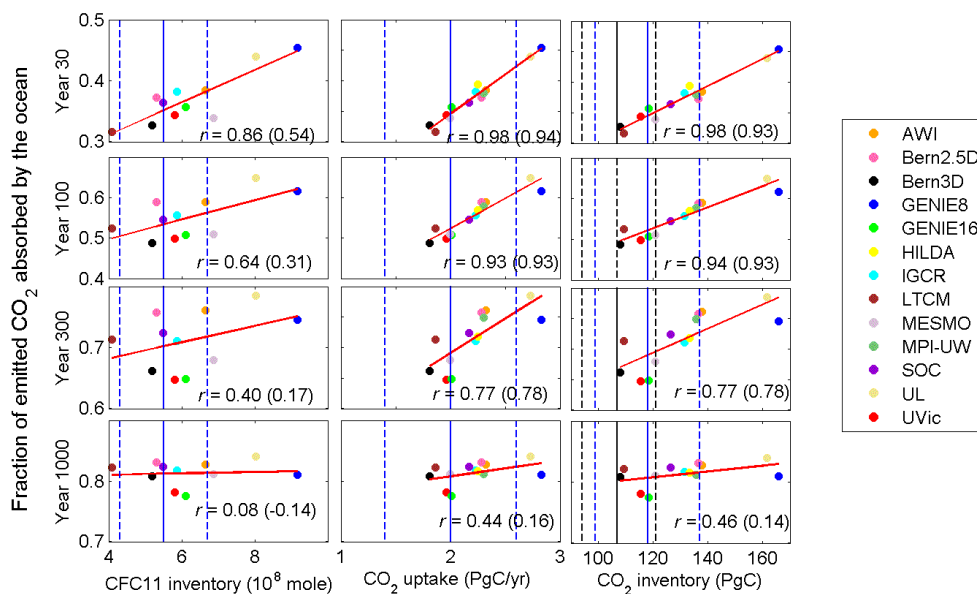 Fraction of emitted CO2 absorbed by the ocean
Year 30
0.5
0.4
0.3
r = 0.86 (0.54)
r = 0.98 (0.94)
r = 0.98 (0.93)
Year 100
0.6
0.5
0.4
r = 0.64 (0.31)
r = 0.93 (0.93)
r = 0.94 (0.93)
Year 300
0.7
0.6
r = 0.40 (0.17)
r = 0.77 (0.78)
r = 0.77 (0.78)
Year 1000
0.8
0.7
r = 0.08 (-0.14)
r = 0.44 (0.16)
r = 0.46 (0.14)
4 6 8 1 2 3 100 120 140 160
CFC11 inventory (10^8 mole) CO2 uptake (PgC/yr) CO2 inventory (PgC)
AWI
Bern2.5D
Bern3D
GENIE8
GENIE16
HILDA
IGCR
LTCM
MESMO
MPI-UW
SOC
UL
UVic